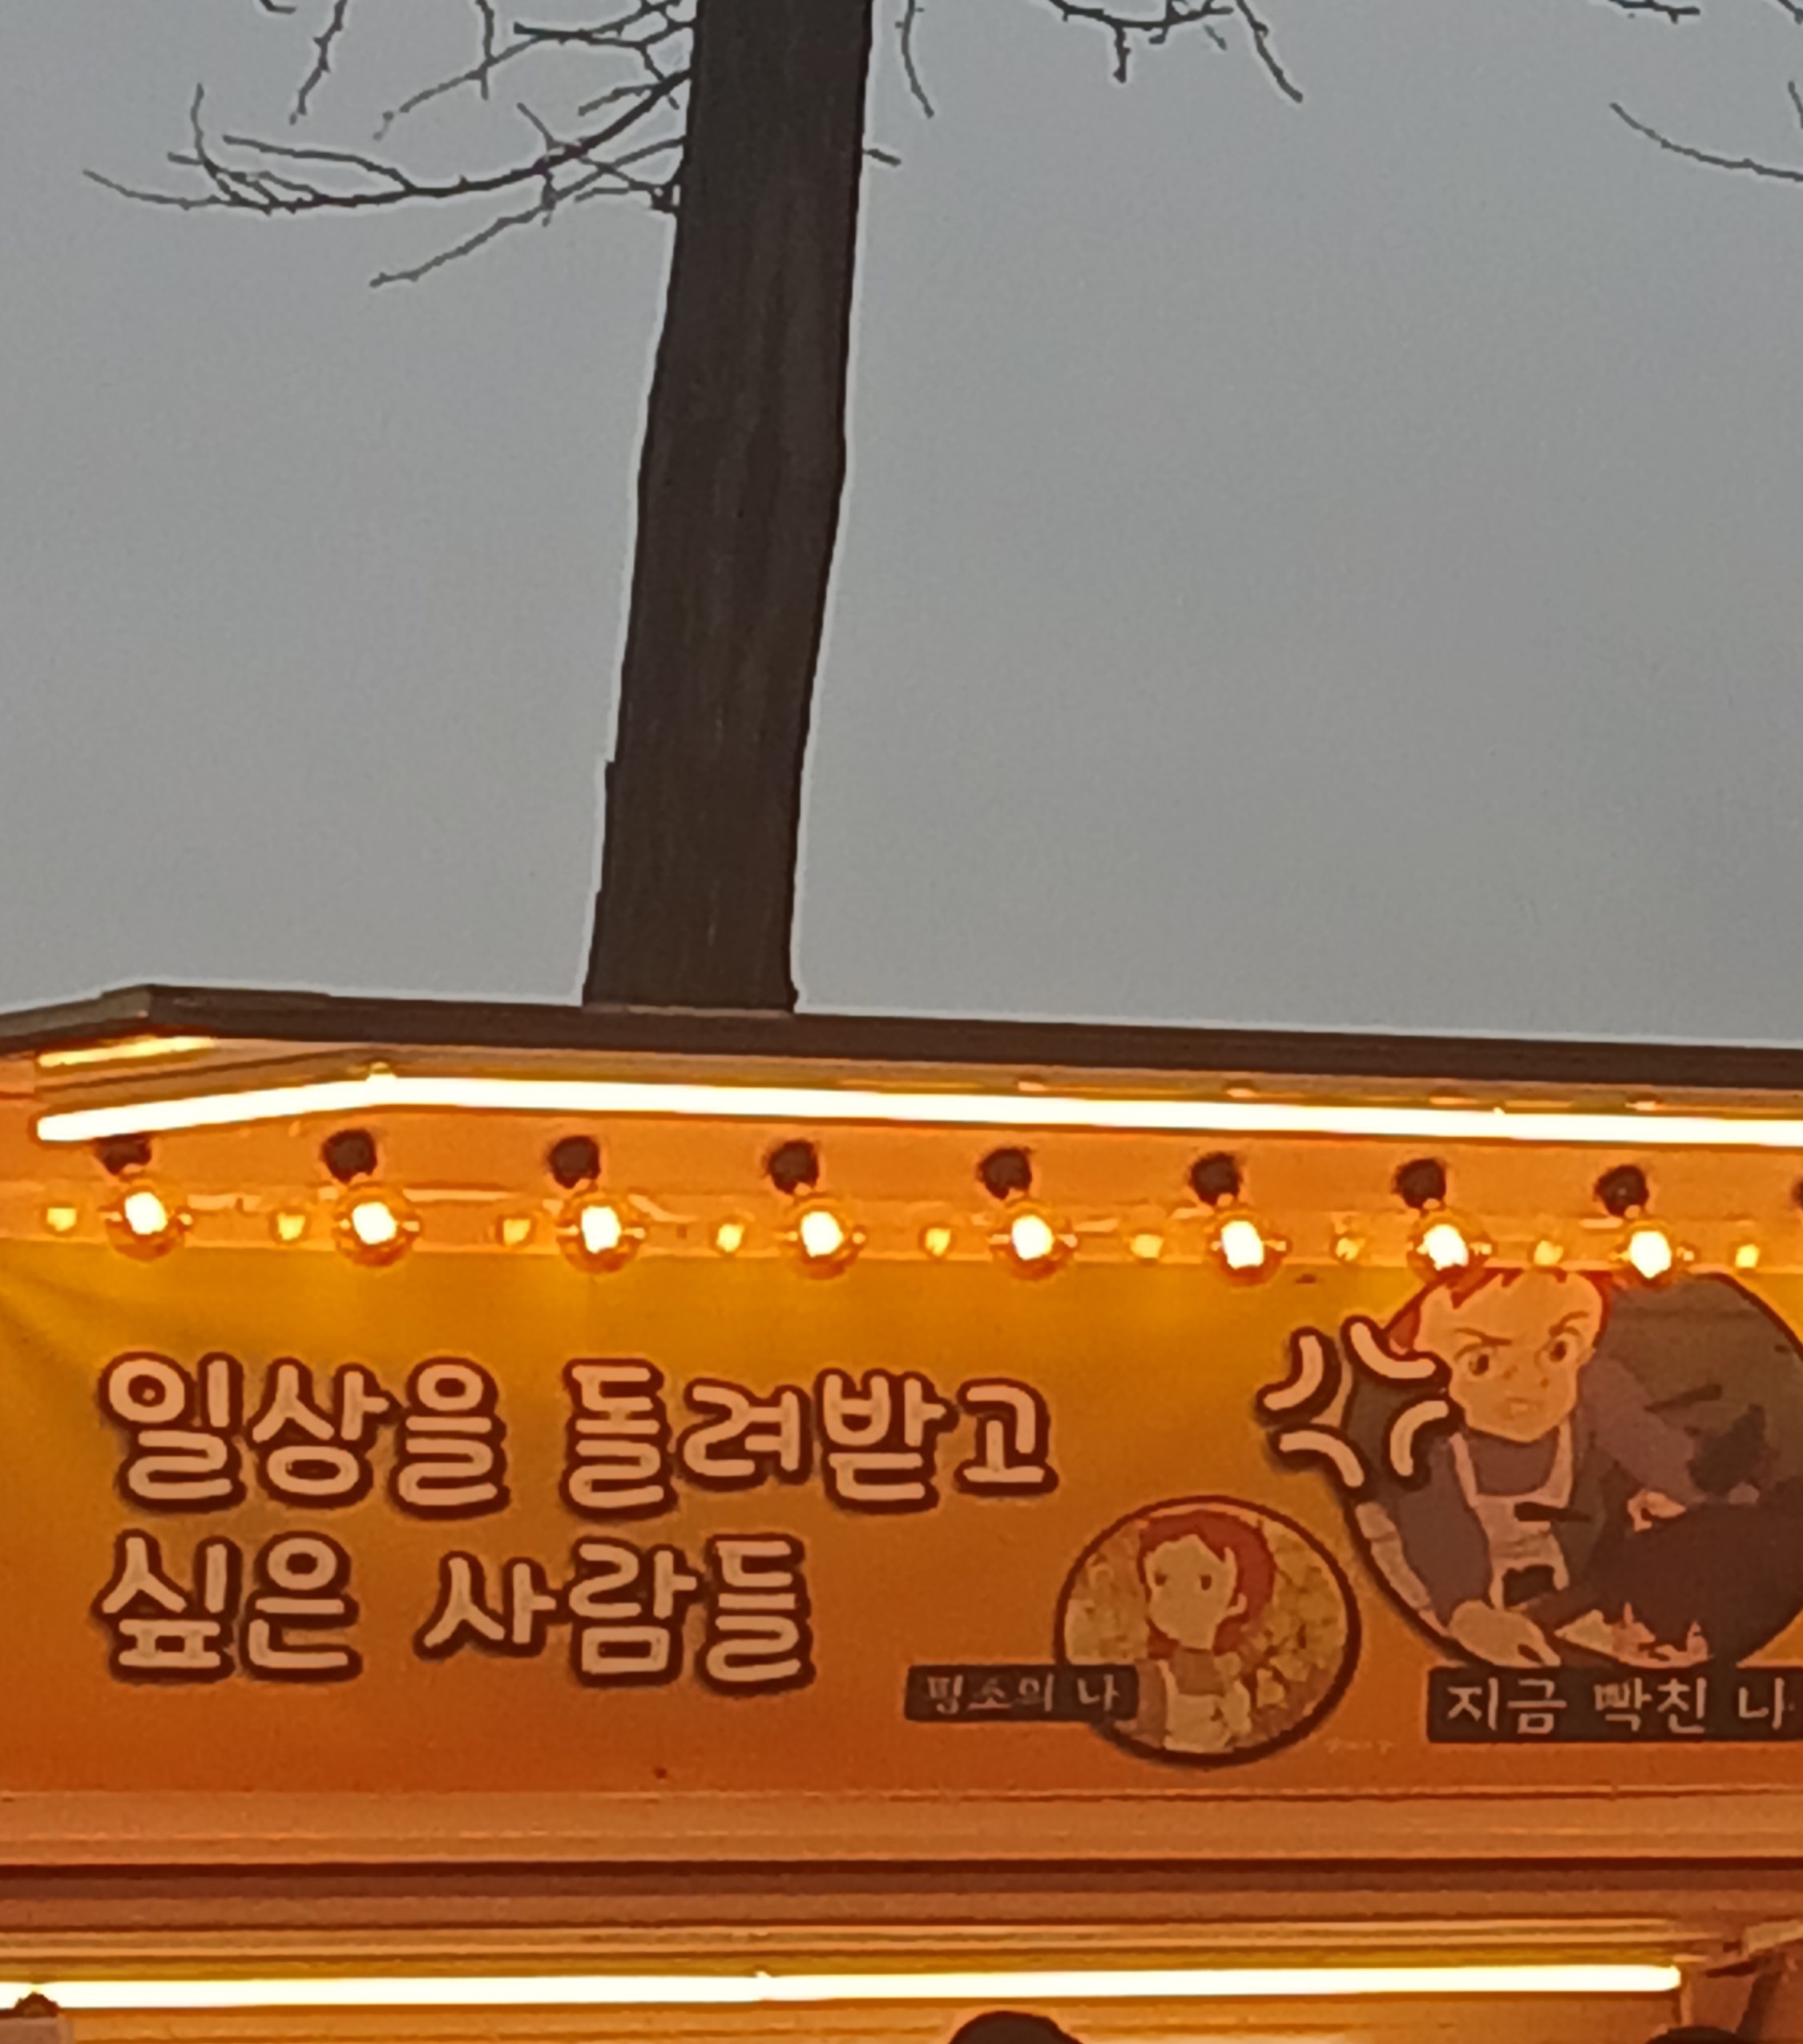 일상을 돌려받고
싶은 사람들
평소의 나
지금 빡친 나